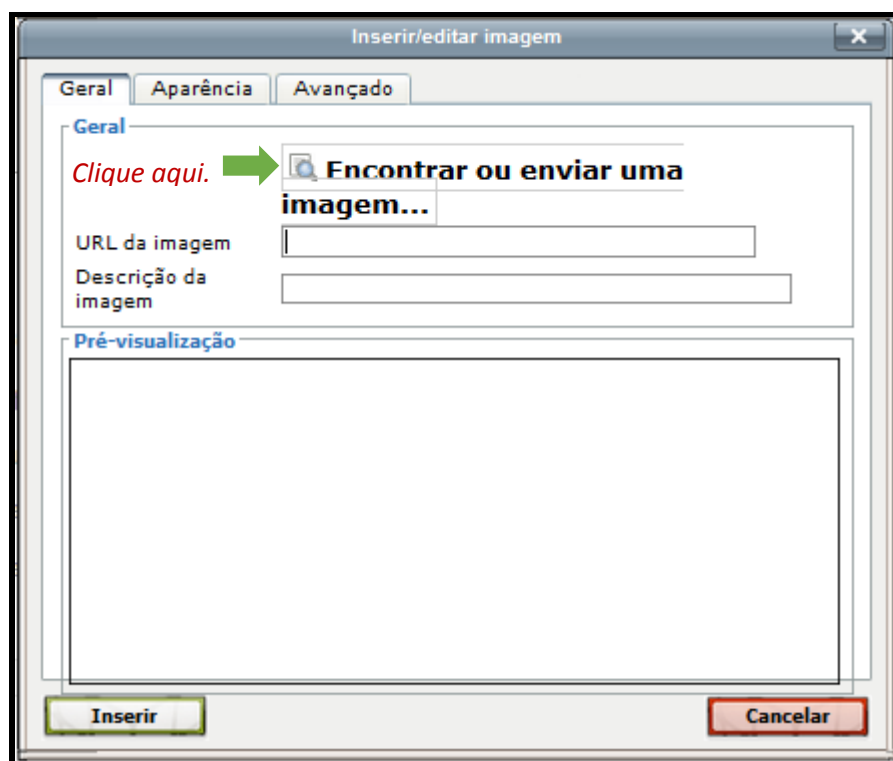 Inserir/editar imagem
Geral Aparência Avançado
Geral
Clique aqui. Encontrar ou enviar uma
imagem...
URL da imagem
Descrição da
imagem
Pré-visualização
Inserir Cancelar